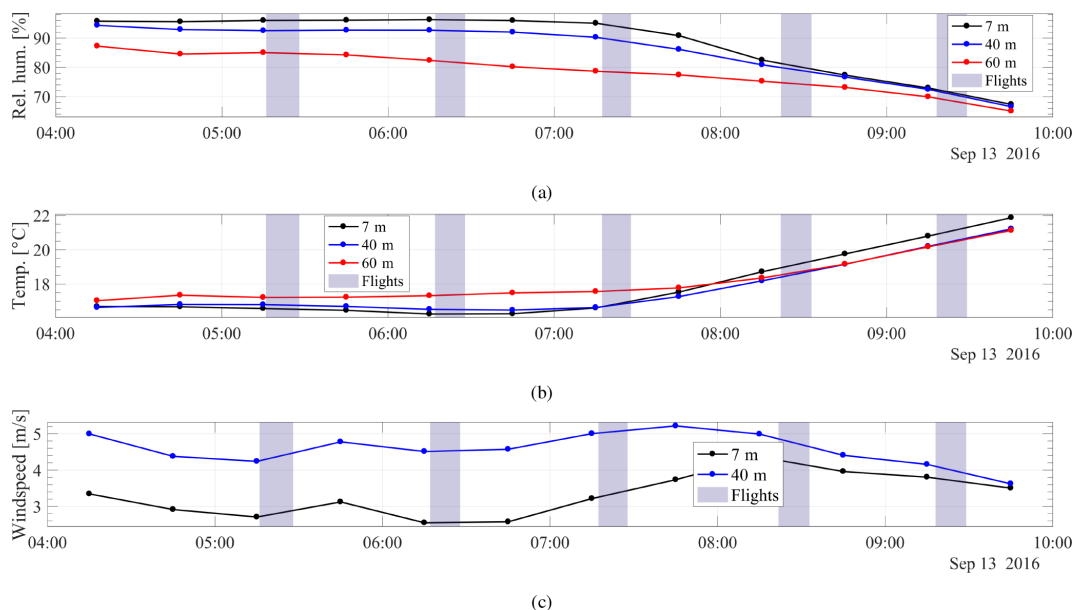 Rel. hum. [%]
90
80
70
7 m
40 m
60 m
Flights
04:00 05:00 06:00 07:00 08:00 09:00 10:00
Sep 13 2016
(a)
Temp. [°C]
22
20
18
7 m
40 m
60 m
Flights
04:00 05:00 06:00 07:00 08:00 09:00 10:00
Sep 13 2016
(b)
Windspeed [m/s]
5
4
3
7 m
40 m
Flights
04:00 05:00 06:00 07:00 08:00 09:00 10:00
Sep 13 2016
(c)